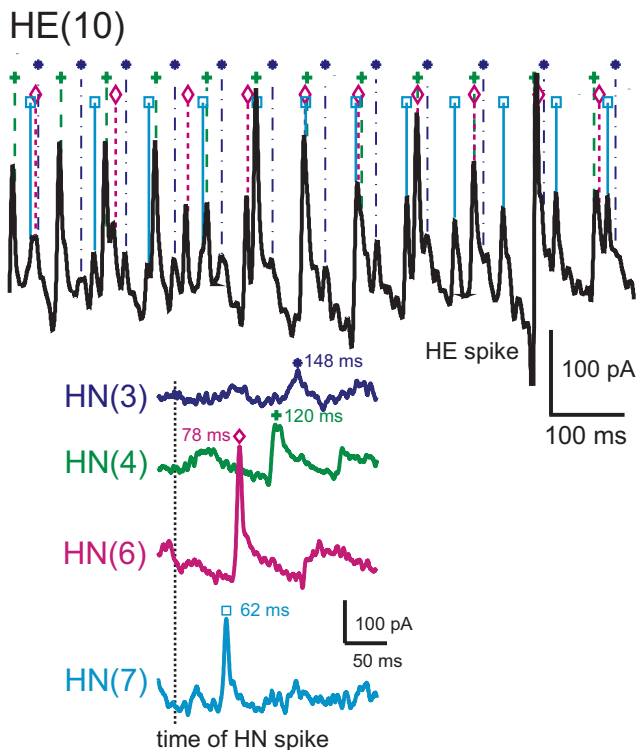 HE(10)
HE spike
100 pA
100 ms
HN(3)
148 ms
120 ms
HN(4)
78 ms
HN(6)
62 ms
100 pA
50 ms
HN(7)
time of HN spike